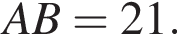 AB = 21.